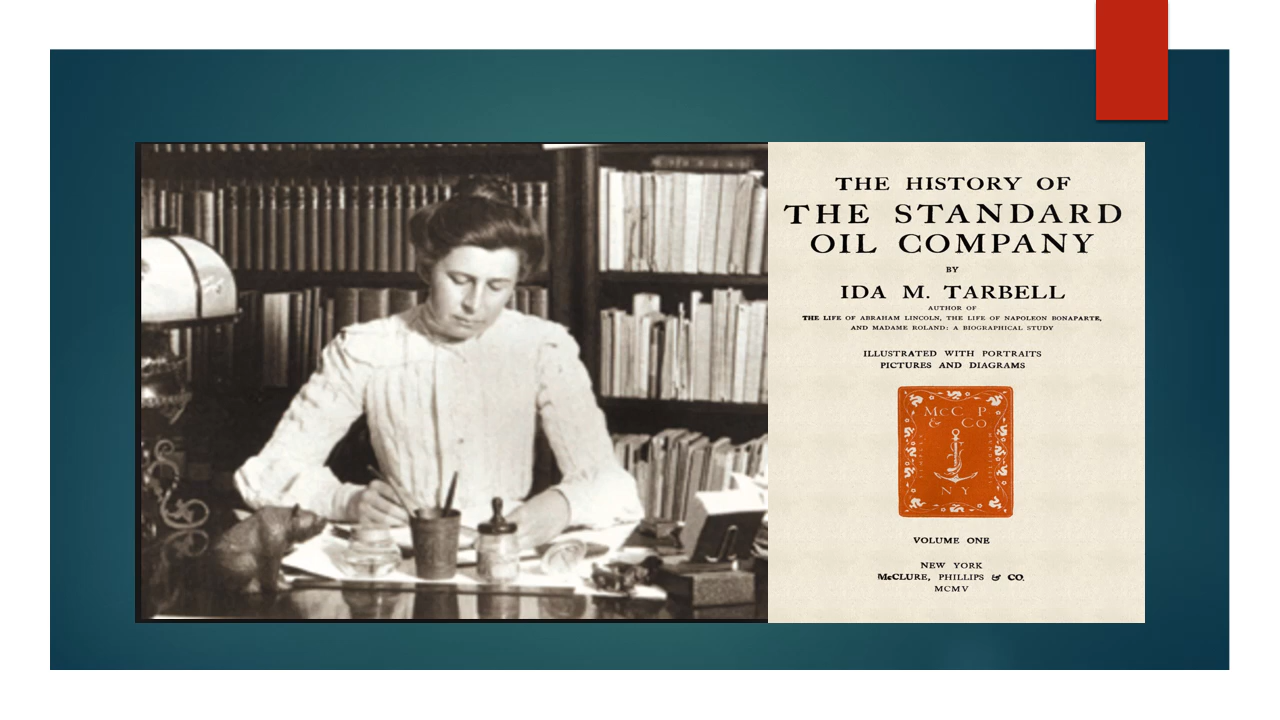 THE HISTORY OF
THE STANDARD
OIL COMPANY
BY
IDA M. TARBELL
AUTHOR OF
THE LIFE OF ABRAHAM LINCOLN, THE LIFE OF NAPOLEON BONAPARTE,
AND MADAME ROLAND: A BIOGRAPHICAL STUDY
ILLUSTRATED WITH PORTRAITS
PICTURES AND DIAGRAMS
McC P
& Co
N Y
VOLUME ONE
NEW YORK
McCLURE, PHILLIPS & CO.
MCMV